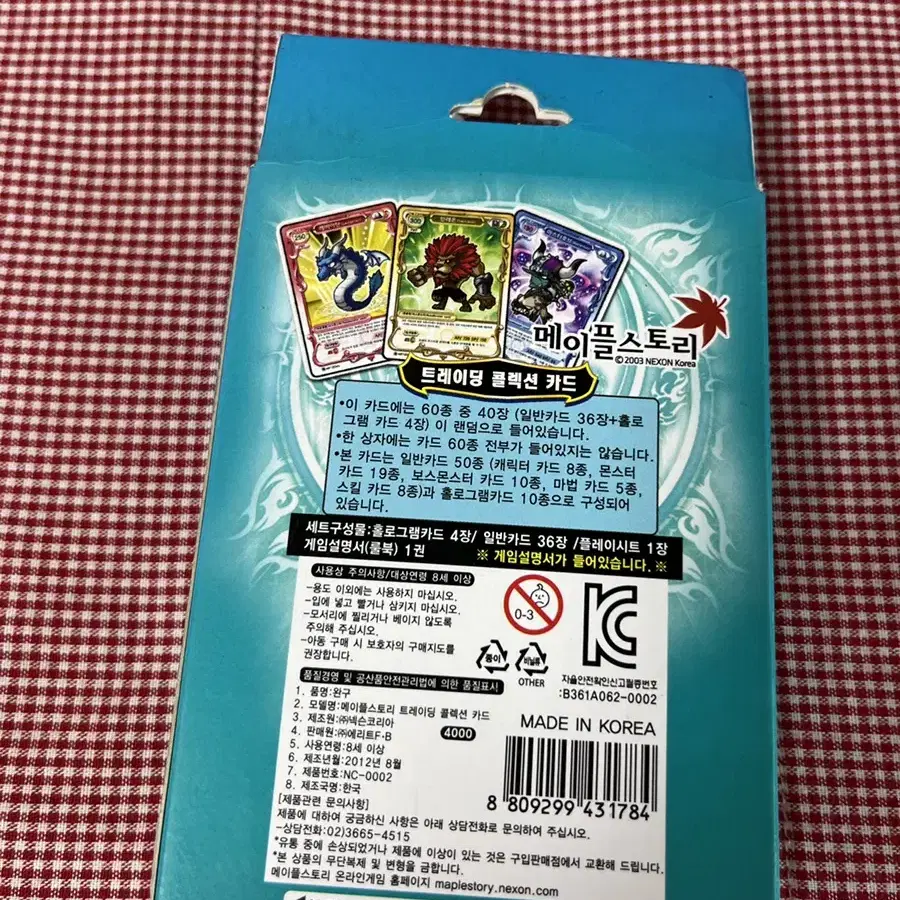 250
300
메이플스토리
© 2003 NEXON Korea
트레이딩 콜렉션 카드
•이 카드에는 60종 중 40장 (일반카드 36장+홀로
그램 카드 4장) 이 랜덤으로 들어있습니다.
•한 상자에는 카드 60종 전부가 들어있지는 않습니다.
•본 카드는 일반카드 50종 (캐릭터 카드 8종, 몬스터
카드 19종, 보스몬스터 카드 10종, 마법 카드 5종,
스킬 카드 8종)과 홀로그램카드 10종으로 구성되어
있습니다.
세트구성물:홀로그램카드 4장/ 일반카드 36장 /플레이시트 1장
게임설명서(룰북) 1권 ※ 게임설명서가 들어있습니다. ※
사용상 주의사항/대상연령 8세 이상
-용도 이외에는 사용하지 마십시오.
-입에 넣고 빨거나 삼키지 마십시오.
-모서리에 찔리거나 베이지 않도록
주의해 주십시오.
-아동 구매 시 보호자의 구매지도를
권장합니다.
0-3
종이
비닐류
OTHER
자율안전확인신고필증번호
:B361A062-0002
품질경영 및 공산품안전관리법에 의한 품질표시
1. 품명:완구
2. 모델명:메이플스토리 트레이딩 콜렉션 카드
3. 제조원:㈜넥슨코리아
4. 판매원:㈜에리트F·B
5. 사용연령:8세 이상
6. 제조년월:2012년 8월
7. 제품번호:NC-0002
8. 제조국명:한국
4000
MADE IN KOREA
8 809299 431784
[제품관련 문의사항]
제품에 대하여 궁금하신 사항은 아래 상담전화로 문의하여 주십시오.
-상담전화:02)3665-4515
*유통 중에 손상되었거나 제품에 이상이 있는 것은 구입판매점에서 교환해 드립니다.
*본 상품의 무단복제 및 변형을 금합니다.
메이플스토리 온라인게임 홈페이지 maplestory.nexon.com